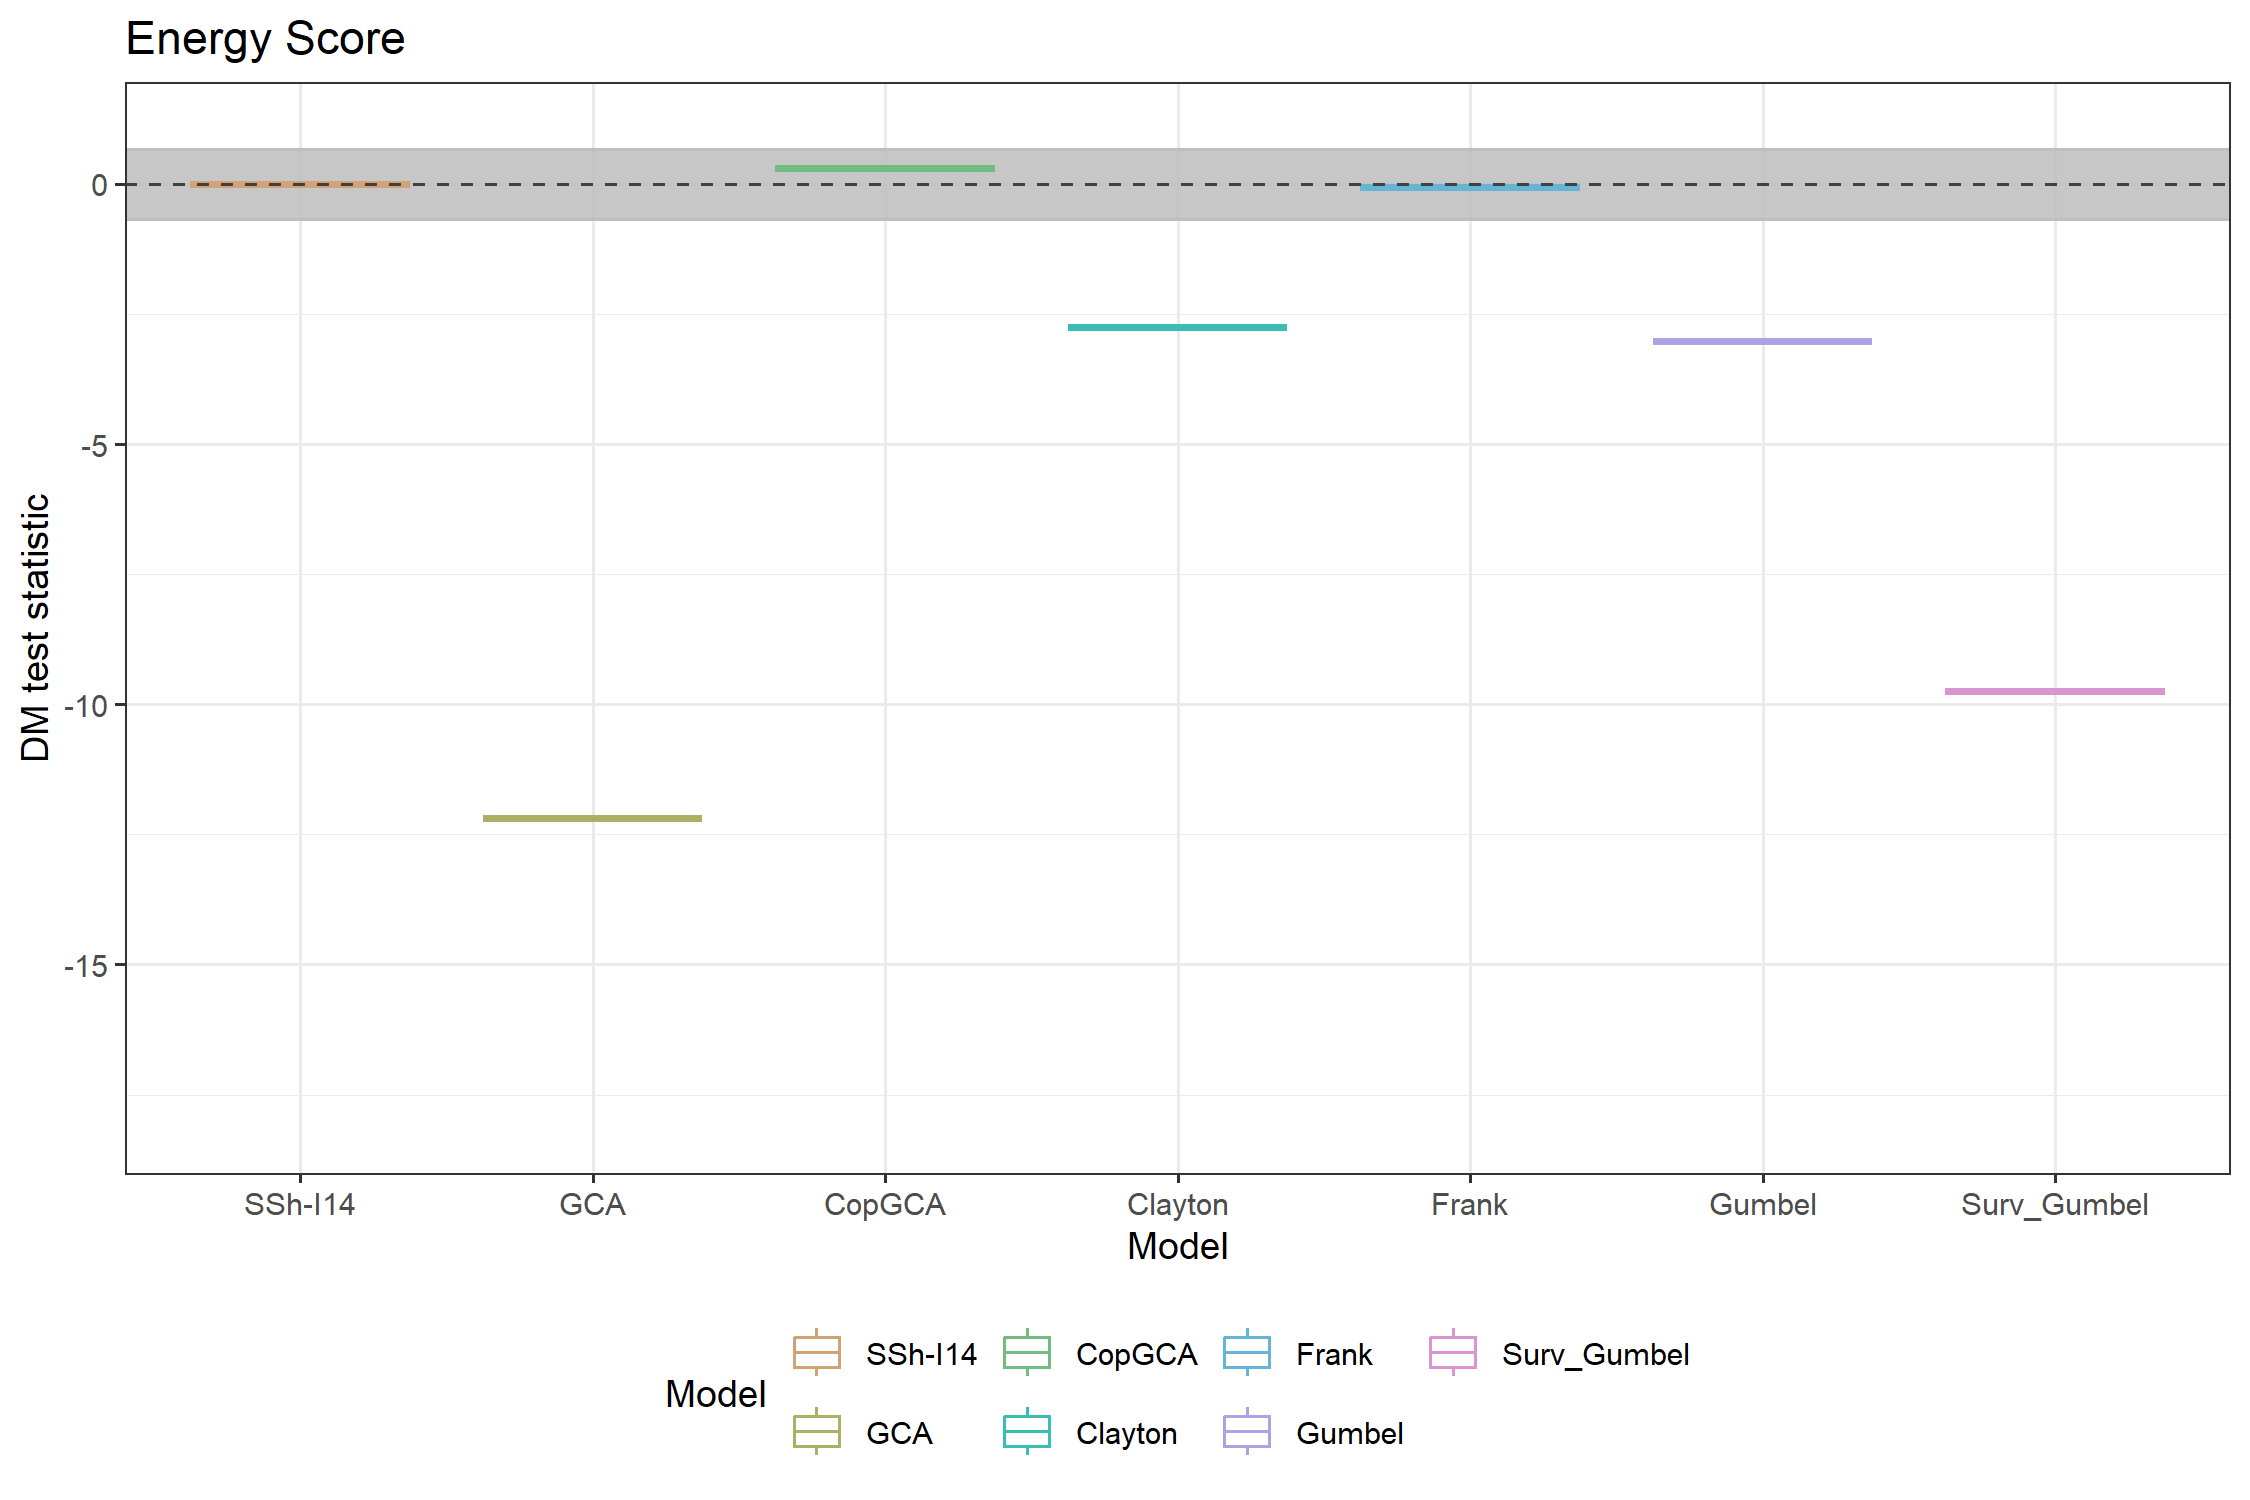 Energy Score
DM test statistic
0
-5
-10
-15
SSh-I14 GCA CopGCA Clayton Frank Gumbel Surv_Gumbel
Model
Model
SSh-I14 CopGCA Frank Surv_Gumbel
GCA Clayton Gumbel